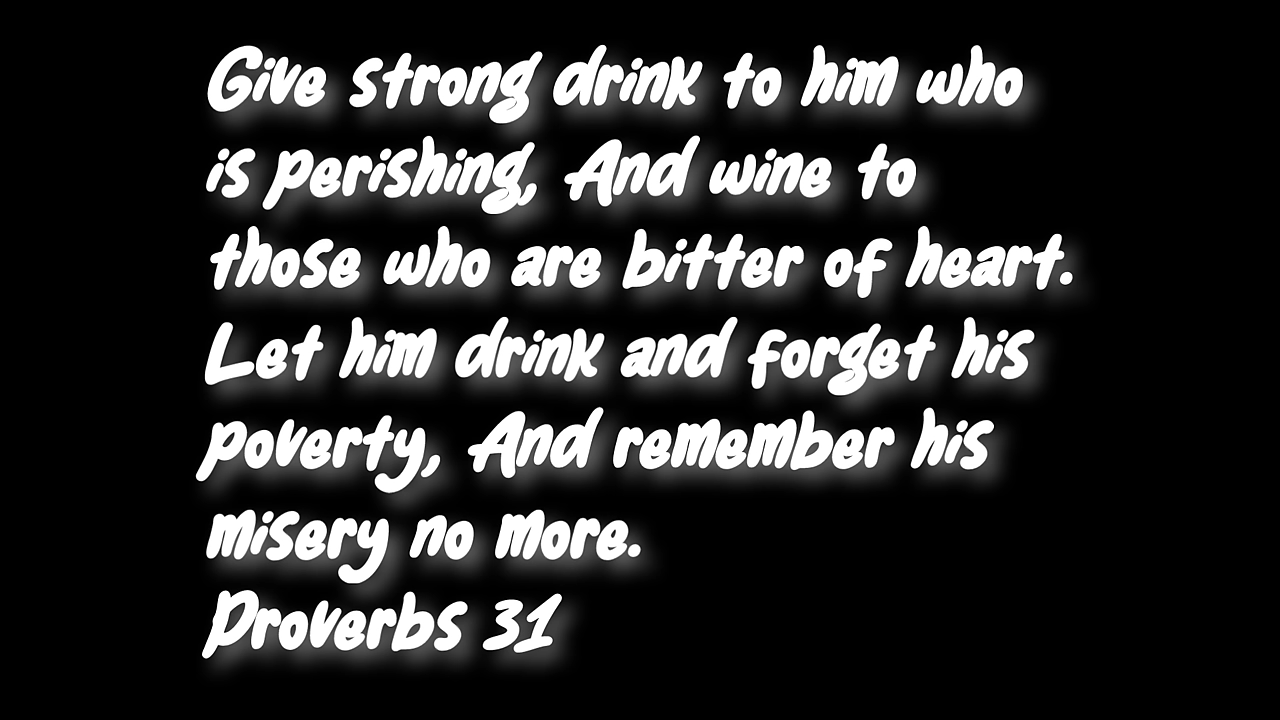 Give strong drink to him who
is perishing, And wine to
those who are bitter of heart.
Let him drink and forget his
poverty, And remember his
misery no more.
Proverbs 31